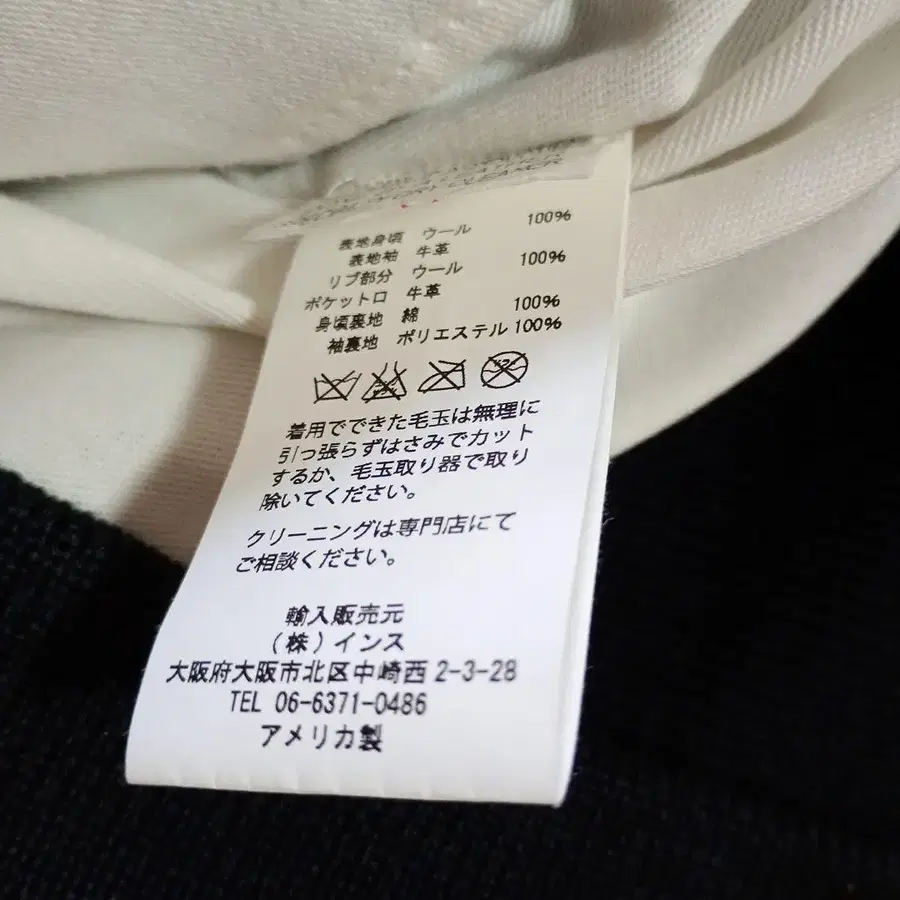 表地身頃 ウール 100%
表地袖 牛革
リブ部分 ウール 100%
ポケット口 牛革
身頃裏地 綿 100%
袖裏地 ポリエステル 100%
着用でできた毛玉は無理に
引っ張らずはさみでカット
するか、毛玉取り器で取り
除いてください。
クリーニングは専門店にて
ご相談ください。
輸入販売元
(株)インス
大阪府大阪市北区中崎西 2-3-28
TEL 06-6371-0486
アメリカ製